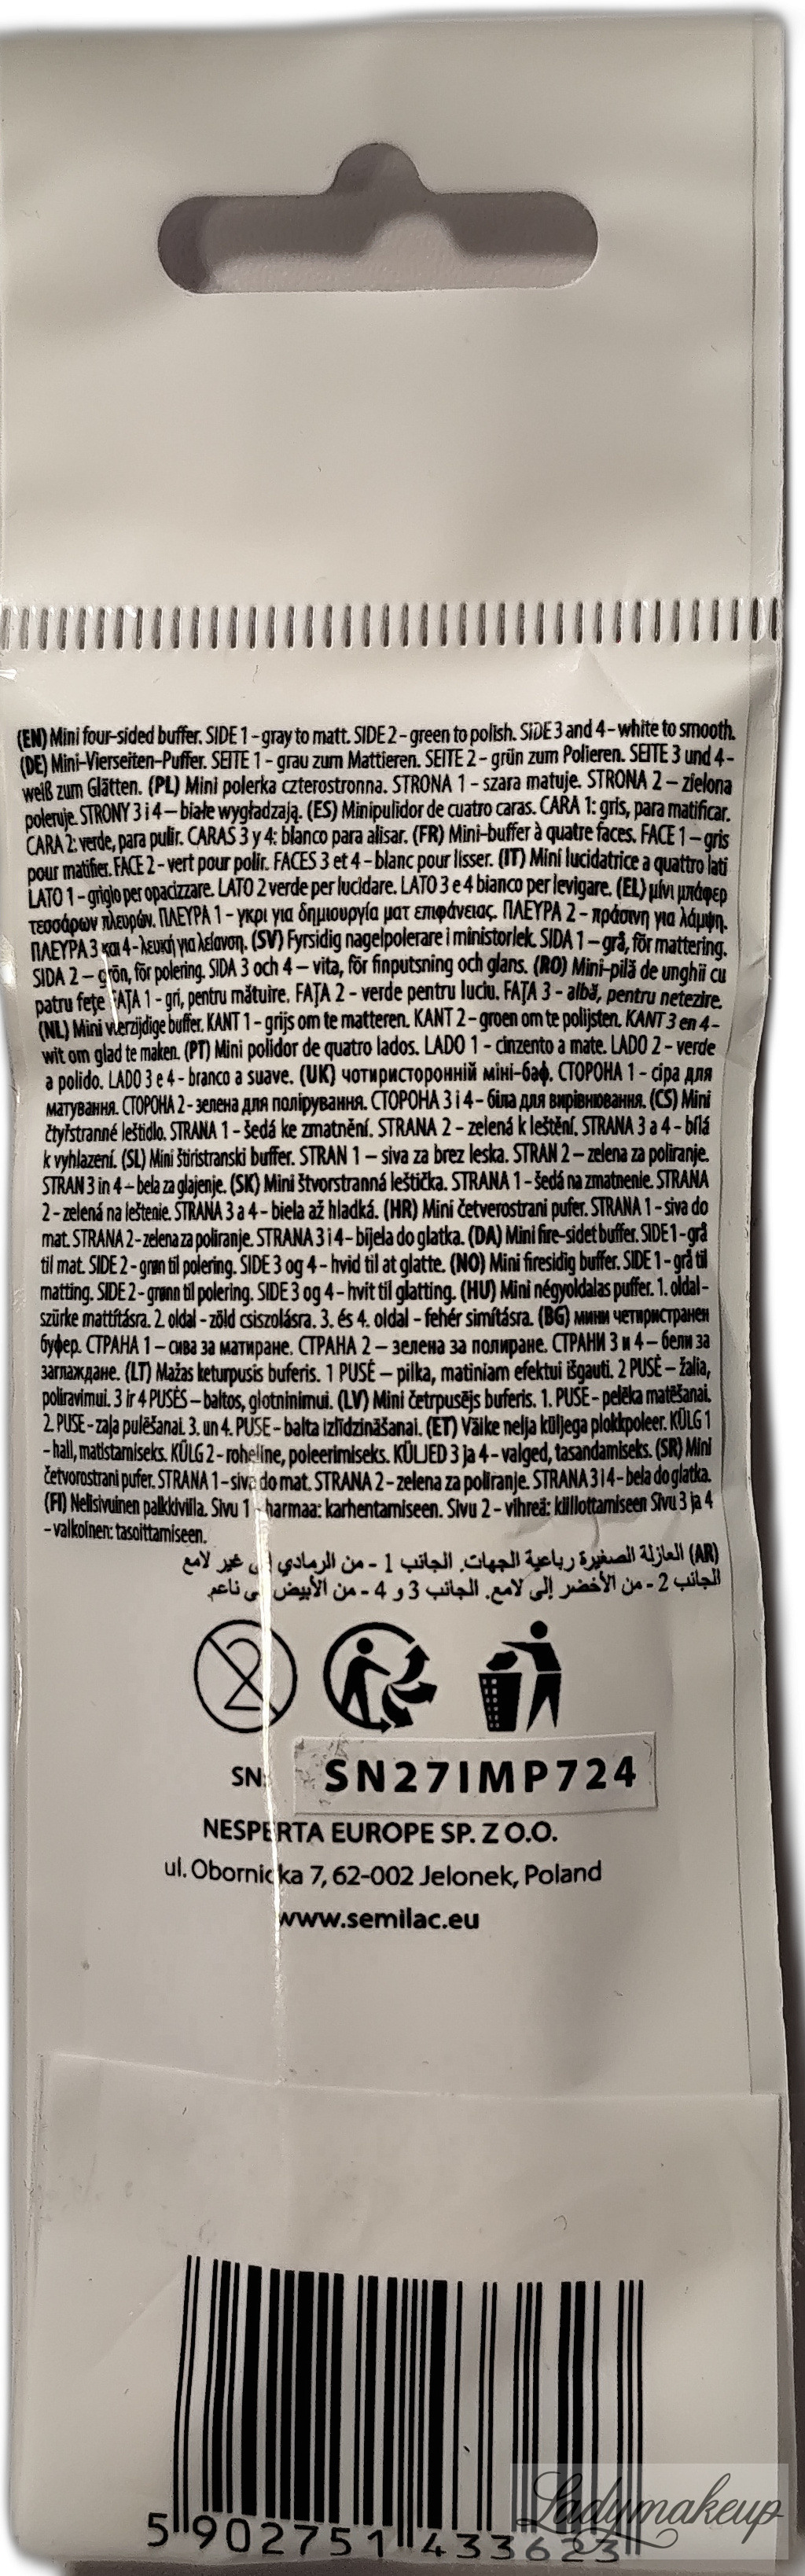 (EN) Mini four-sided buffer. SIDE 1 - gray to matt. SIDE 2 - green to polish. SIDE 3 and 4 - white to smooth.
(DE) Mini-Vierseiten-Puffer. SEITE 1 - grau zum Mattieren. SEITE 2 - grün zum Polieren. SEITE 3 und 4 -
weiß zum Glätten. (PL) Mini polerka czterostronna. STRONA 1 - szara matuje. STRONA 2 – zielona
poleruje. STRONY 3 i 4 – białe wygładzają. (ES) Minipulidor de cuatro caras. CARA 1: gris, para matificar.
CARA 2: verde, para pulir. CARAS 3 y 4: blanco para alisar. (FR) Mini-buffer à quatre faces. FACE 1 – gris
pour matifier. FACE 2 - vert pour polir. FACES 3 et 4 - blanc pour lisser. (IT) Mini lucidatrice a quattro lati
LATO 1 - grigio per opacizzare. LATO 2 verde per lucidare. LATO 3 e 4 bianco per levigare. (EL) μίνι μπάφερ
τεσσάρων πλευρών. ΠΛΕΥΡΑ 1 - γκρι για δημιουργία ματ επιφάνειας. ΠΛΕΥΡΑ 2 - πράσινη για λάμψη.
ΠΛΕΥΡΑ 3 και 4 - λευκή για λείανση. (SV) Fyrsidig nagelpolerare i ministorlek. SIDA 1 – grå, för mattering.
SIDA 2 – grön, för polering. SIDA 3 och 4 – vita, för finputsning och glans. (RO) Mini-pilă de unghii cu
patru fețe FAȚA 1 - gri, pentru mătuire. FAȚA 2 - verde pentru luciu. FAȚA 3 - albă, pentru netezire.
(NL) Mini vierzijdige buffer. KANT 1 - grijs om te matteren. KANT 2 - groen om te polijsten. KANT 3 en 4 -
wit om glad te maken. (PT) Mini polidor de quatro lados. LADO 1 - cinzento a mate. LADO 2 - verde
a polido. LADO 3 e 4 - branco a suave. (UK) чотиристоронній міні-баф. СТОРОНА 1 - сіра для
матування. СТОРОНА 2 - зелена для полірування. СТОРОНА 3 і 4 - біла для вирівнювання. (CS) Mini
čtyřstranné leštidlo. STRANA 1 - šedá ke zmatnění. STRANA 2 - zelená k leštění. STRANA 3 a 4 - bílá
k vyhlazení. (SL) Mini štiristranski buffer. STRAN 1 – siva za brez leska. STRAN 2 – zelena za poliranje.
STRAN 3 in 4 – bela za glajenje. (SK) Mini štvorstranná leštička. STRANA 1 - šedá na zmatnenie. STRANA
2 - zelená na leštenie. STRANA 3 a 4 - biela až hladká. (HR) Mini četverostrani pufer. STRANA 1 - siva do
mat. STRANA 2 - zelena za poliranje. STRANA 3 i 4 - bijela do glatka. (DA) Mini fire-sidet buffer. SIDE 1 - grå
til mat. SIDE 2 - grøn til polering. SIDE 3 og 4 - hvid til at glatte. (NO) Mini firesidig buffer. SIDE 1 - grå til
matting. SIDE 2 - grønn til polering. SIDE 3 og 4 - hvit til glatting. (HU) Mini négyoldalas puffer. 1. oldal -
szürke mattításra. 2. oldal - zöld csiszolásra. 3. és 4. oldal - fehér simításra. (BG) мини четиристранен
буфер. СТРАНА 1 – сива за матиране. СТРАНА 2 – зелена за полиране. СТРАНИ 3 и 4 – бели за
заглаждане. (LT) Mažas keturpusis buferis. 1 PUSĖ – pilka, matiniam efektui išgauti. 2 PUSĖ – žalia,
poliravimui. 3 ir 4 PUSĖS – baltos, glotninimui. (LV) Mini četrpusējs buferis. 1. PUSE - pelēka matēšanai.
2. PUSE - zaļa pulēšanai. 3. un 4. PUSE - balta izlīdzināšanai. (ET) Väike nelja küljega plokkpoleer. KÜLG 1
- hall, matistamiseks. KÜLG 2 - roheline, poleerimiseks. KÜLJED 3 ja 4 - valged, tasandamiseks. (SR) Mini
četvorostrani pufer. STRANA 1 - siva do mat. STRANA 2 - zelena za poliranje. STRANA 3 i 4 - bela do glatka.
(FI) Nelisivuinen palkkiviila. Sivu 1 - harmaa: karhentamiseen. Sivu 2 - vihreä: kiillottamiseen Sivu 3 ja 4
- valkoinen: tasoittamiseen.
(AR) العازلة الصغيرة رباعية الجهات. الجانب 1 - من الرمادي إلى غير لامع
الجانب 2 - من الأخضر إلى لامع. الجانب 3 و 4 - من الأبيض إلى ناعم
SN: SN27IMP724
NESPERTA EUROPE SP. Z O.O.
ul. Obornicka 7, 62-002 Jelonek, Poland
www.semilac.eu
5 902751 433623
Ladymakeup